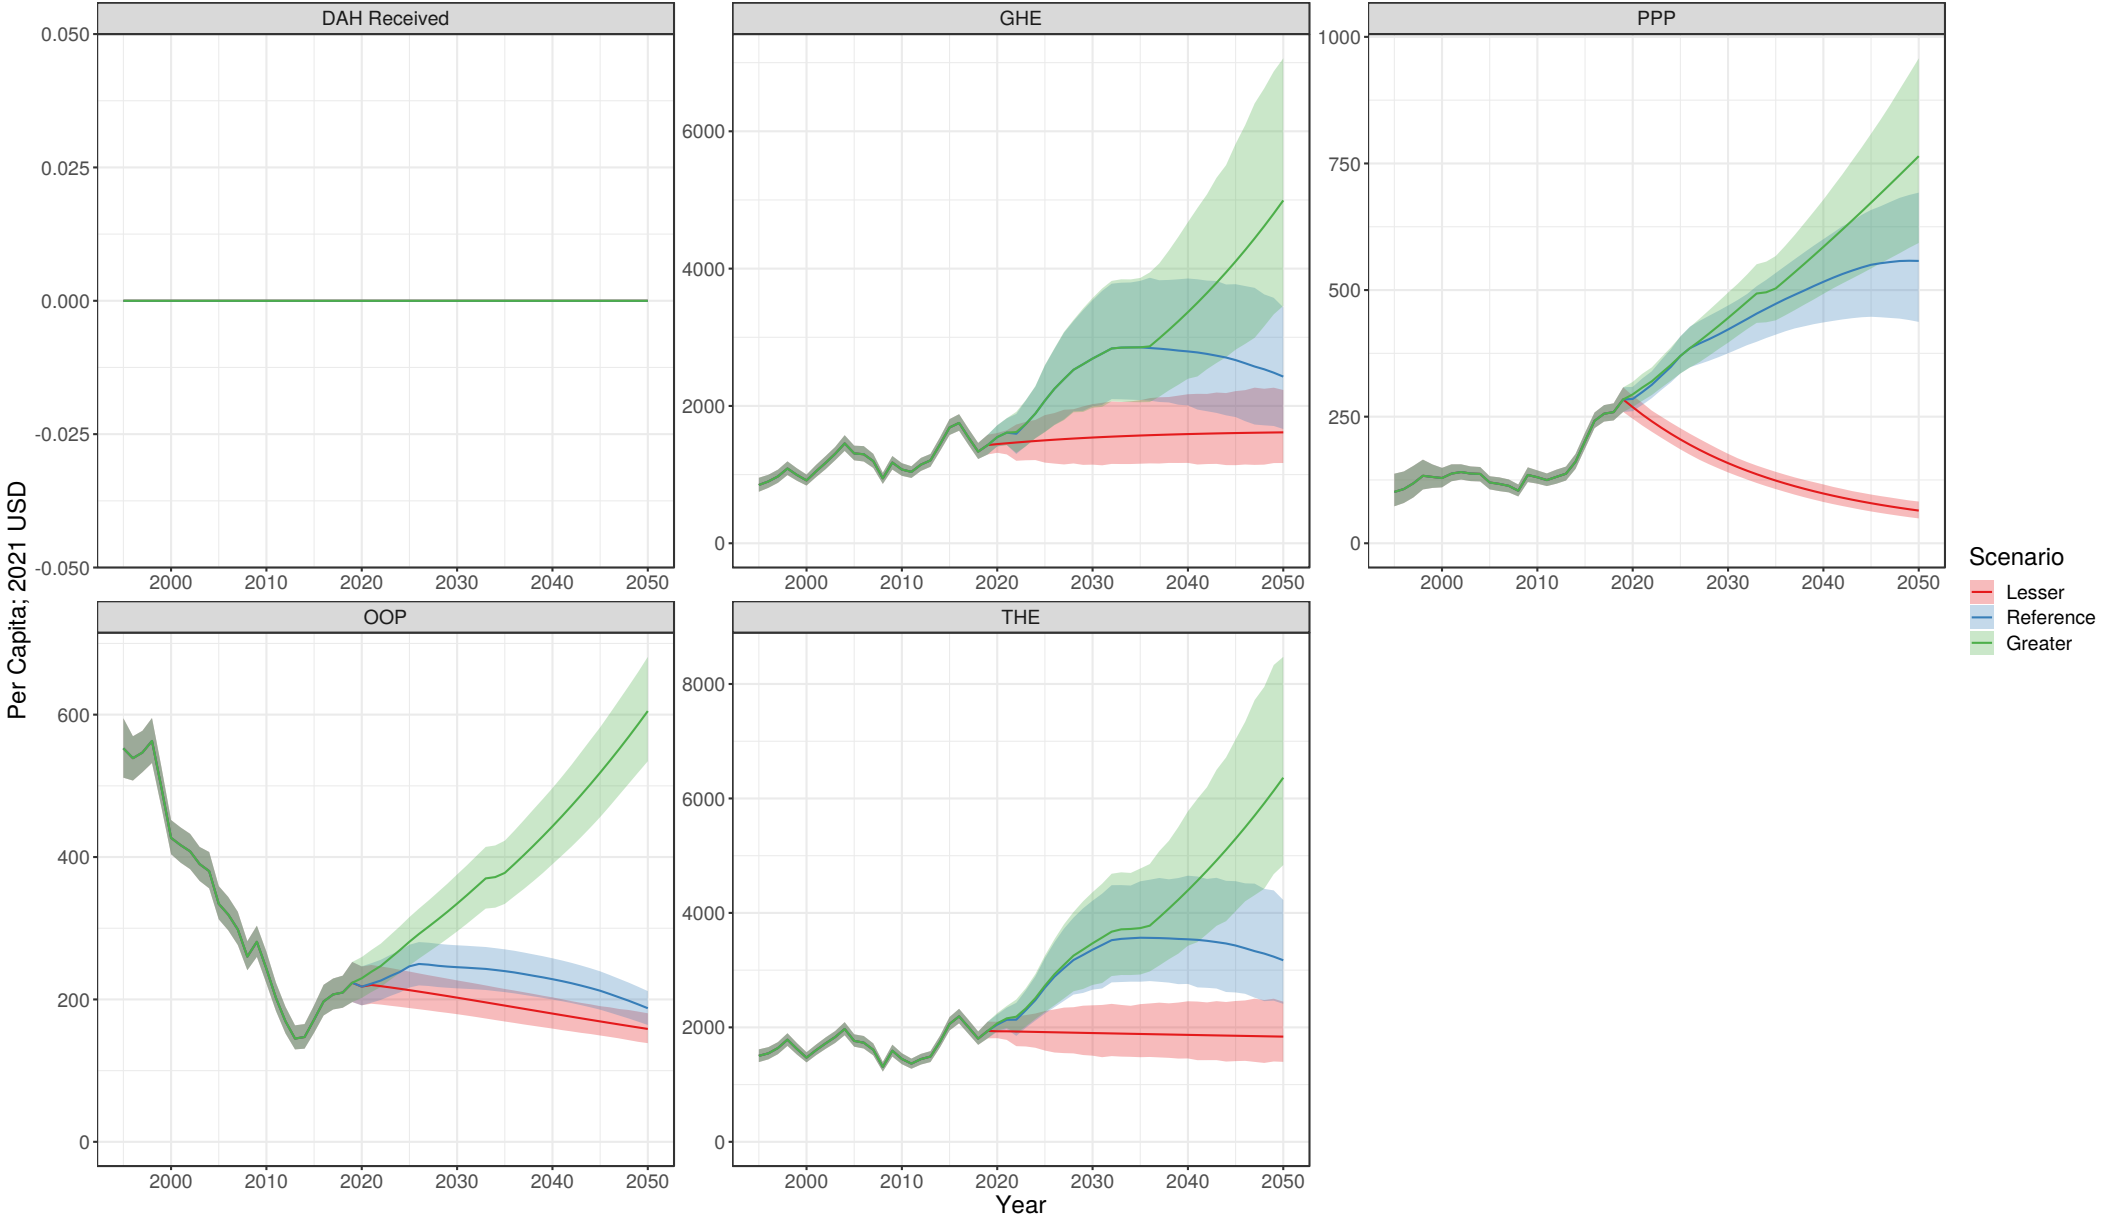 DAH Received
GHE
PPP
0.050
0.025
0.000
-0.025
-0.050
6000
4000
2000
0
1000
750
500
250
0
2000 2010 2020 2030 2040 2050
2000 2010 2020 2030 2040 2050
2000 2010 2020 2030 2040 2050
OOP
THE
600
400
200
0
8000
6000
4000
2000
0
2000 2010 2020 2030 2040 2050
2000 2010 2020 2030 2040 2050
Year
Per Capita; 2021 USD
Scenario
Lesser
Reference
Greater